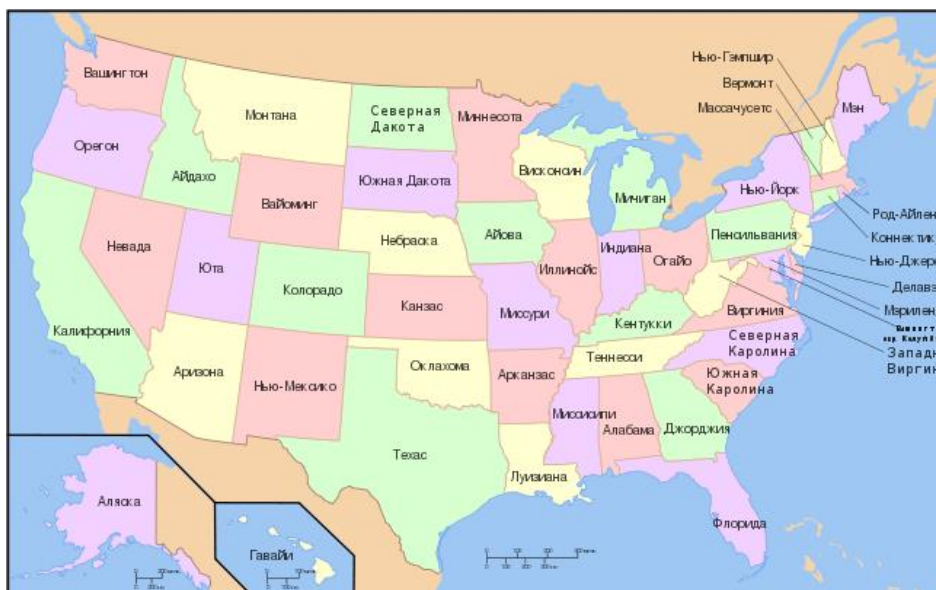 Нью-Гэмпшир
Вермонт
Массачусетс
Мэн
Вашингтон
Монтана
Северная
Дакота
Миннесота
Орегон
Айдахо
Южная Дакота
Висконсин
Мичиган
Нью-Йорк
Вайоминг
Род-Айлен
Пенсильвания
Коннектик
Невада
Юта
Небраска
Айова
Иллинойс
Индиана
Огайо
Нью-Джерс
Колорадо
Делавэ
Канзас
Миссури
Виргиния
Мэрилен
Калифорния
Кентукки
Северная
Каролина
Западн
Виргин
Аризона
Нью-Мексико
Оклахома
Арканзас
Теннесси
Южная
Каролина
Миссисипи
Алабама
Джорджия
Техас
Луизиана
Флорида
Аляска
Гавайи